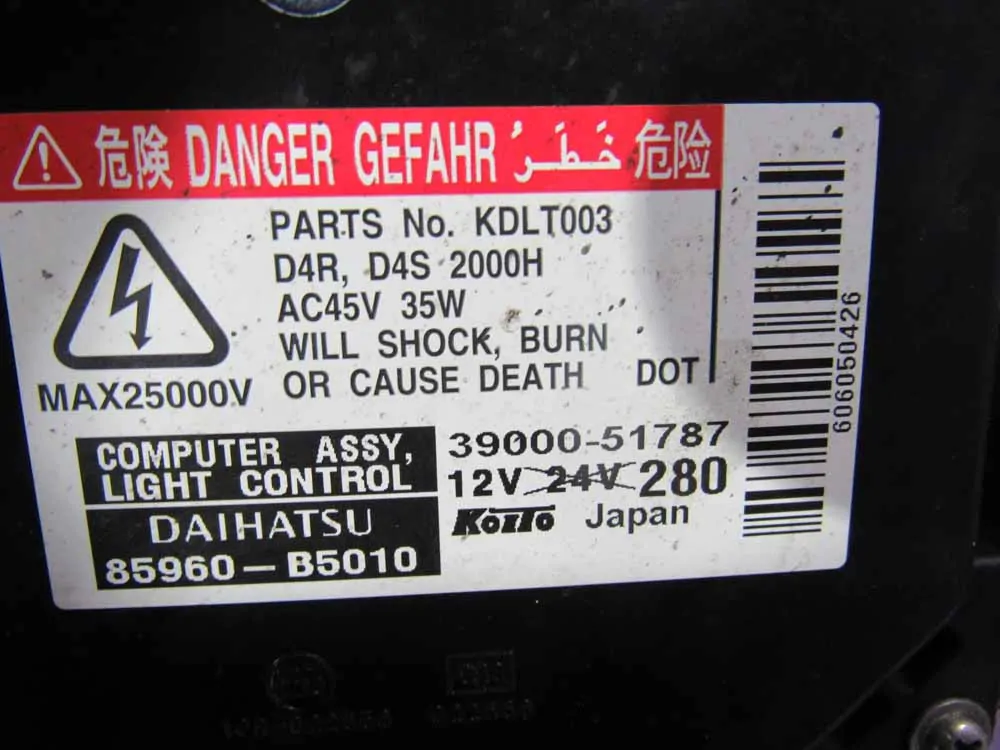 危険 DANGER GEFAHR خَطَرُ 危险
PARTS No. KDLT003
D4R, D4S 2000H
AC45V 35W
WILL SHOCK, BURN
OR CAUSE DEATH DOT
MAX25000V
COMPUTER ASSY,
LIGHT CONTROL
DAIHATSU
85960-B5010
39000-51787
12V 24V 280
KOITO Japan
606050426